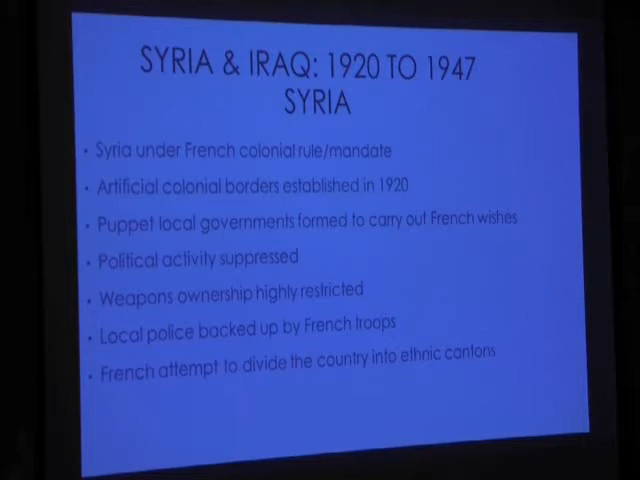 SYRIA & IRAQ: 1920 TO 1947
SYRIA
• Syria under French colonial rule/mandate
• Artificial colonial borders established in 1920
• Puppet local governments formed to carry out French wishes
• Political activity suppressed
• Weapons ownership highly restricted
• Local police backed up by French troops
• French attempt to divide the country into ethnic cantons